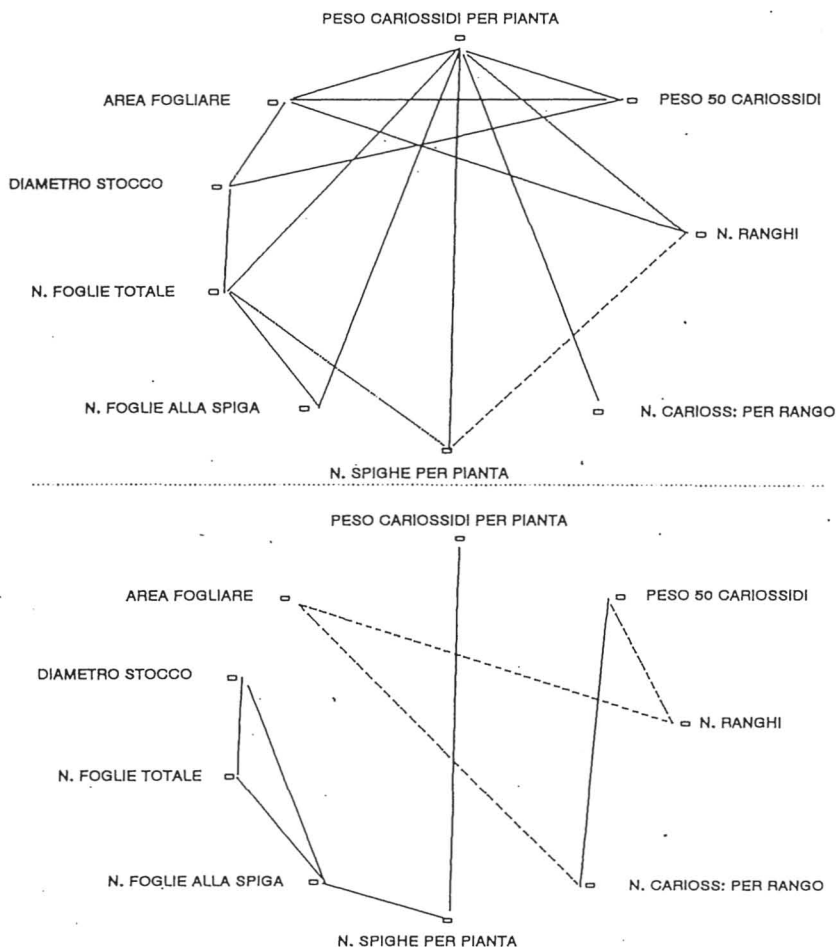 PESO CARIOSSIDI PER PIANTA
AREA FOGLIARE
PESO 50 CARIOSSIDI
DIAMETRO STOCCO
N. RANGHI
N. FOGLIE TOTALE
N. FOGLIE ALLA SPIGA
N. CARIOSS: PER RANGO
N. SPIGHE PER PIANTA
PESO CARIOSSIDI PER PIANTA
AREA FOGLIARE
PESO 50 CARIOSSIDI
DIAMETRO STOCCO
N. RANGHI
N. FOGLIE TOTALE
N. FOGLIE ALLA SPIGA
N. CARIOSS: PER RANGO
N. SPIGHE PER PIANTA